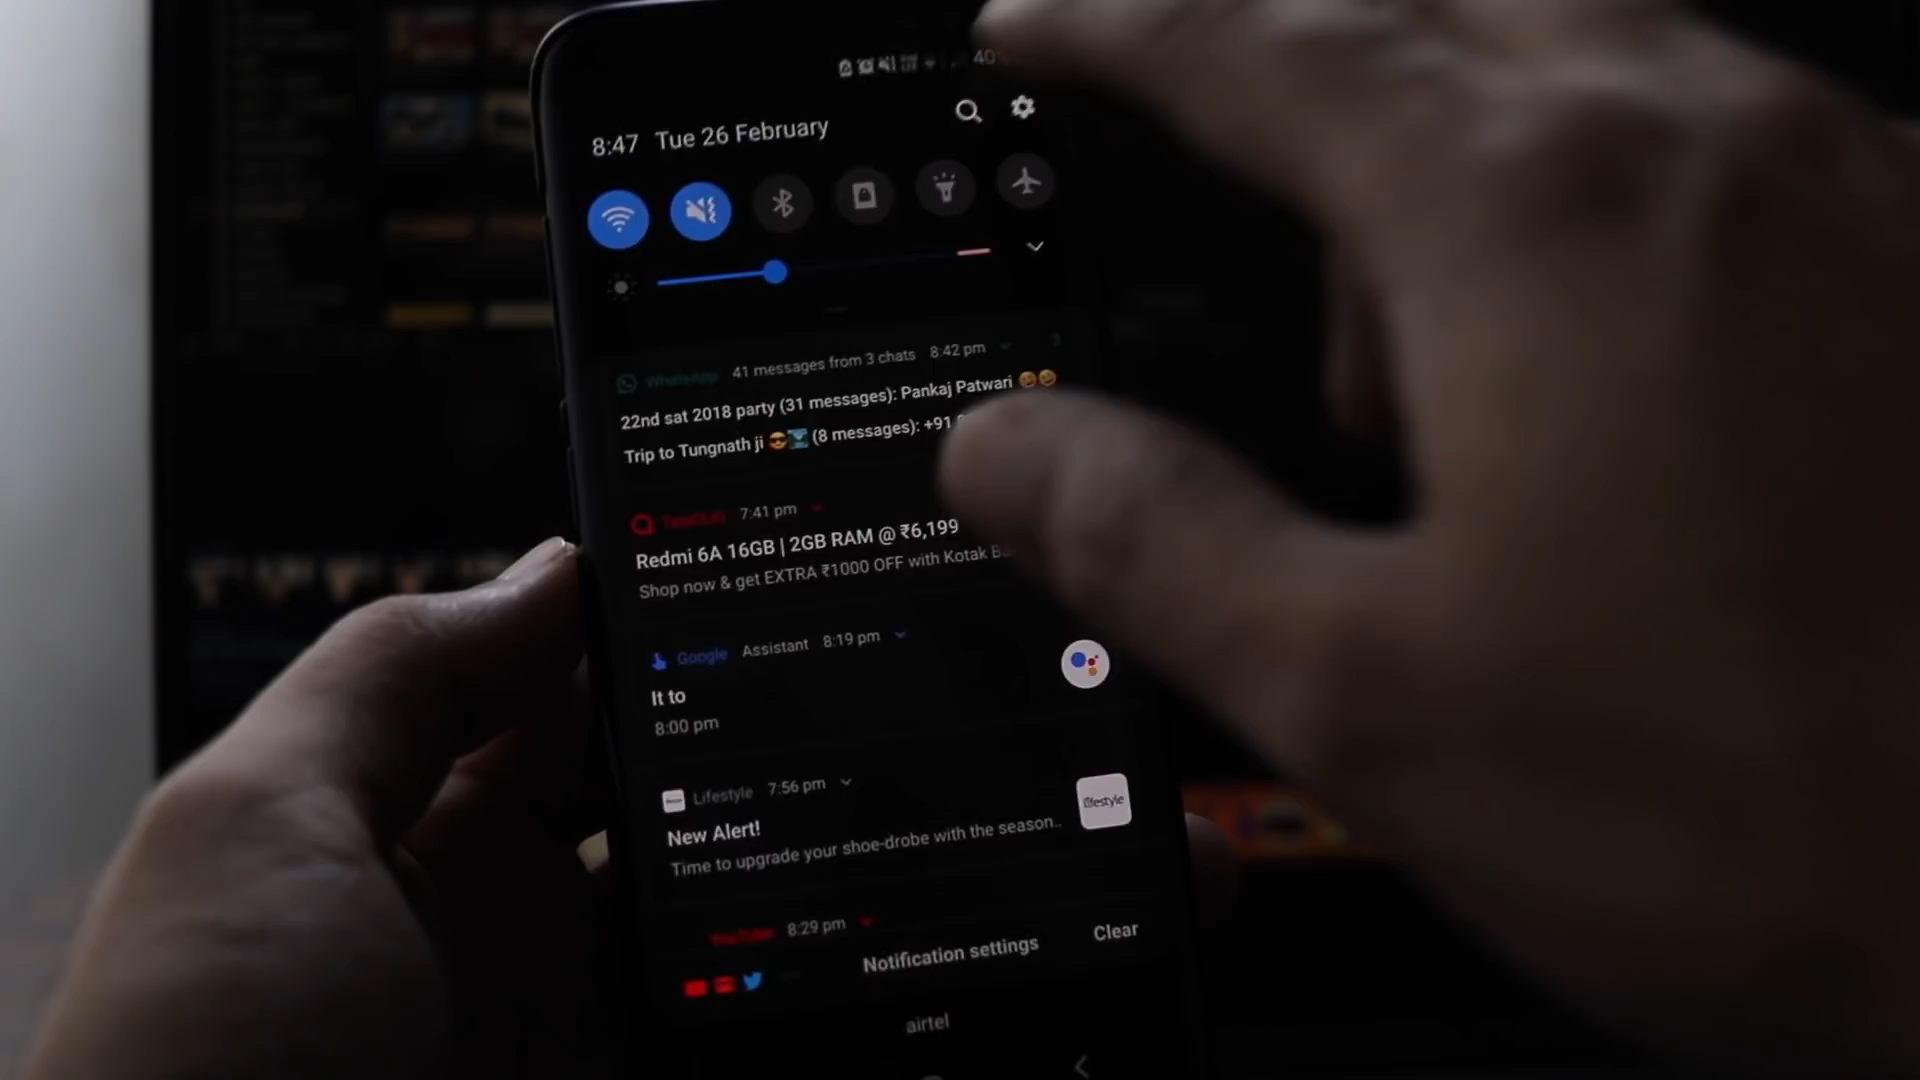 40
8:47 Tue 26 February
WhatsApp 41 messages from 3 chats 8:42 pm
22nd sat 2018 party (31 messages): Pankaj Patwari 😄😄
Trip to Tungnath ji 😎 (8 messages): +91
7:41 pm
Redmi 6A 16GB | 2GB RAM @ ₹6,199
Shop now & get EXTRA ₹1000 OFF with Kotak
Google Assistant 8:19 pm
It to
8:00 pm
Lifestyle 7:56 pm
lifestyle
New Alert!
Time to upgrade your shoe-drobe with the season..
YouTube 8:29 pm
Notification settings Clear
airtel